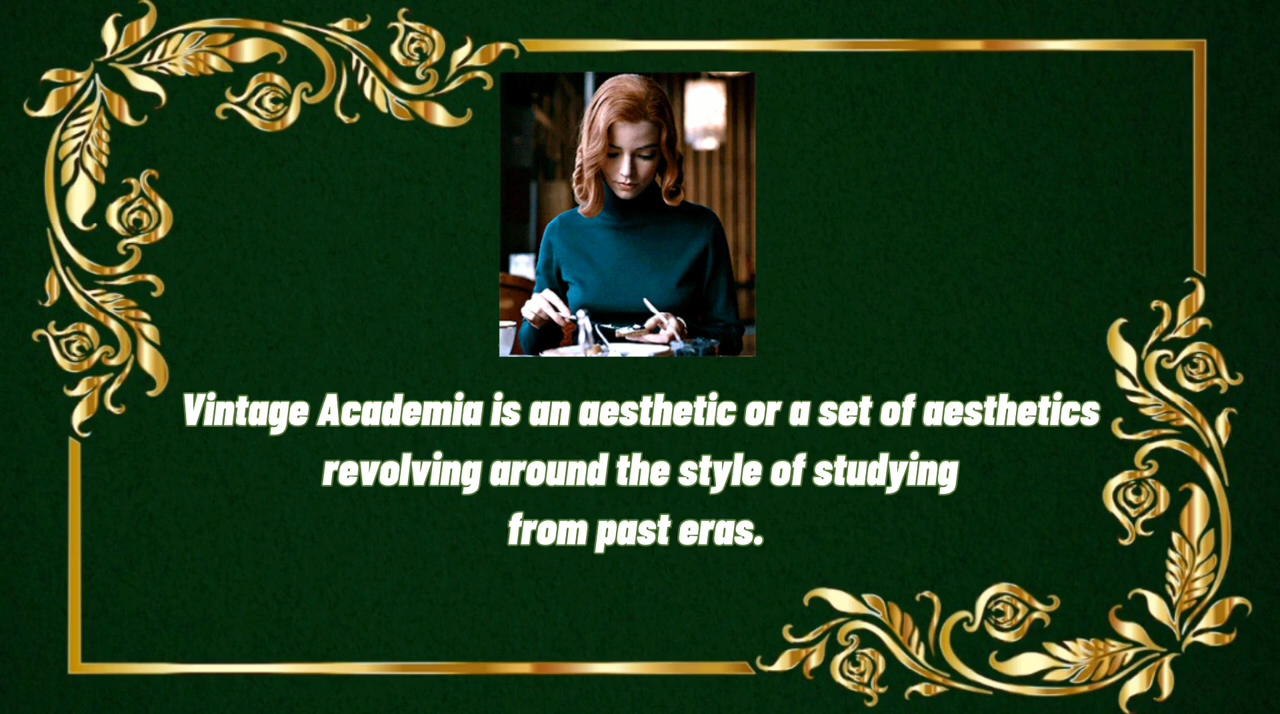 Vintage Academia is an aesthetic or a set of aesthetics
revolving around the style of studying
from past eras.